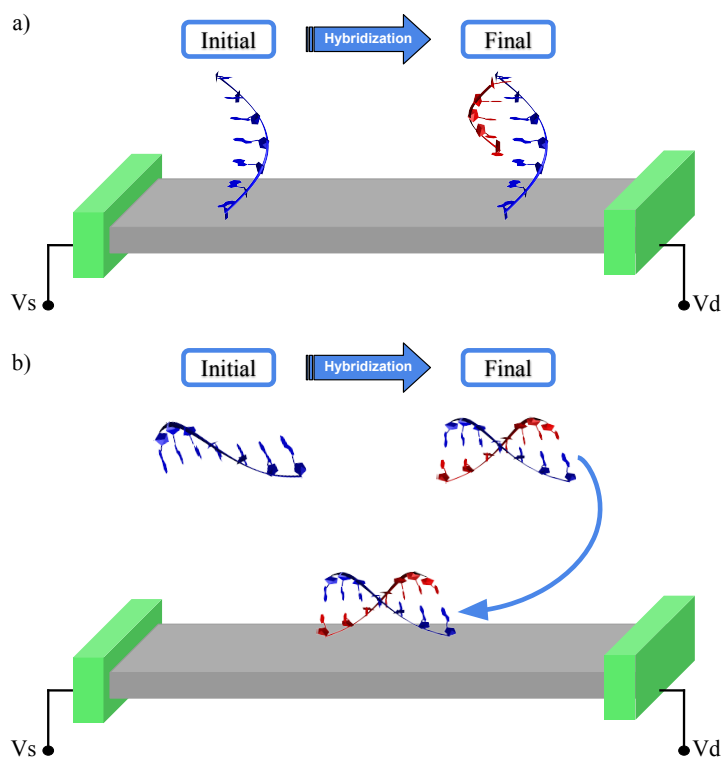 a)
Initial
Hybridization
Final
Vs
Vd
b)
Initial
Hybridization
Final
Vs
Vd